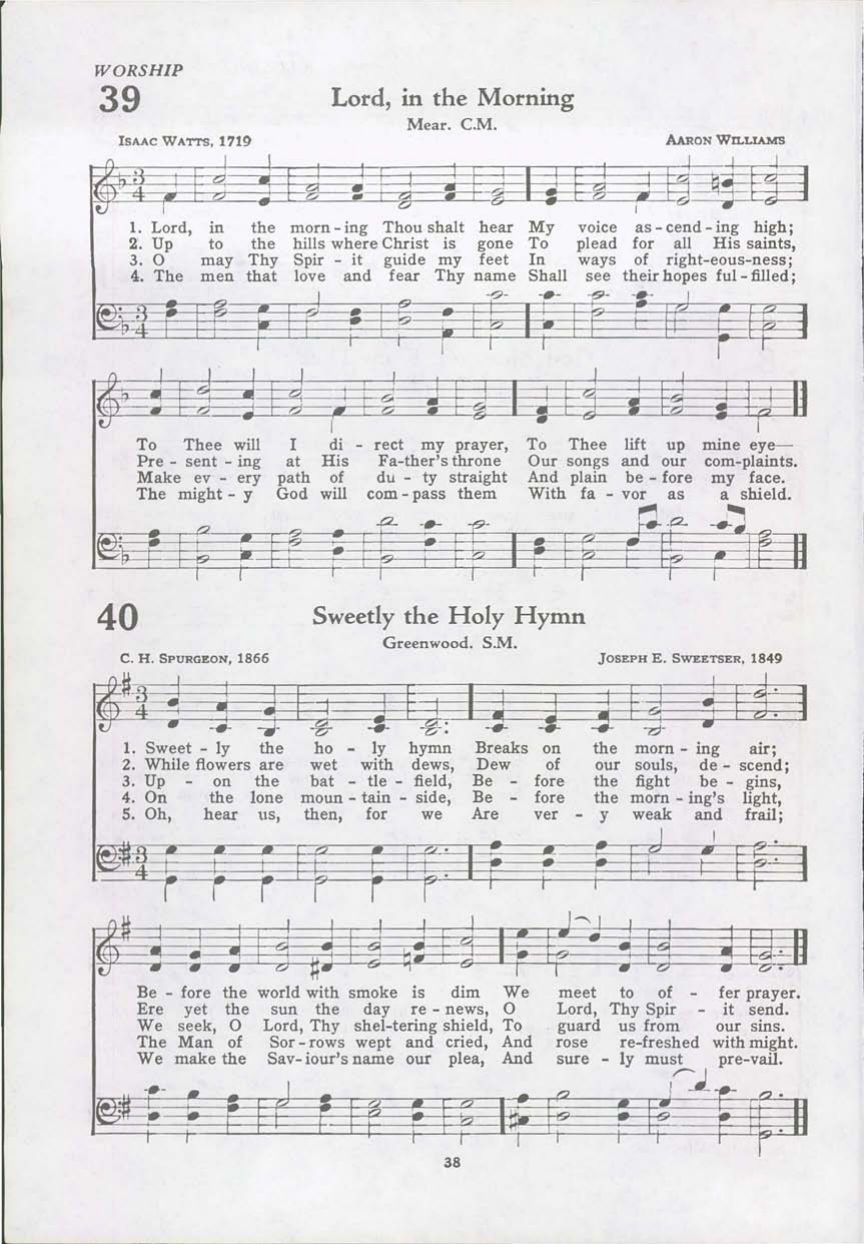 WORSHIP
39 Lord, in the Morning
Mear. C.M.
ISAAC WATTS, 1719 AARON WILLIAMS
3 4
1. Lord, in the morn - ing Thou shalt hear My voice as - cend - ing high;
2. Up to the hills where Christ is gone To plead for all His saints,
3. O may Thy Spir - it guide my feet In ways of right-eous-ness;
4. The men that love and fear Thy name Shall see their hopes ful - filled;
3 4
To Thee will I di - rect my prayer, To Thee lift up mine eye—
Pre - sent - ing at His Fa-ther's throne Our songs and our com-plaints.
Make ev - ery path of du - ty straight And plain be - fore my face.
The might - y God will com - pass them With fa - vor as a shield.
40 Sweetly the Holy Hymn
Greenwood. S.M.
C. H. SPURGEON, 1866 JOSEPH E. SWEETSER, 1849
3 4
1. Sweet - ly the ho - ly hymn Breaks on the morn - ing air;
2. While flowers are wet with dews, Dew of our souls, de - scend;
3. Up - on the bat - tle - field, Be - fore the fight be - gins,
4. On the lone moun - tain - side, Be - fore the morn - ing's light,
5. Oh, hear us, then, for we Are ver - y weak and frail;
3 4
Be - fore the world with smoke is dim We meet to of - fer prayer.
Ere yet the sun the day re - news, O Lord, Thy Spir - it send.
We seek, O Lord, Thy shel-tering shield, To guard us from our sins.
The Man of Sor - rows wept and cried, And rose re-freshed with might.
We make the Sav-iour's name our plea, And sure - ly must pre-vail.
38